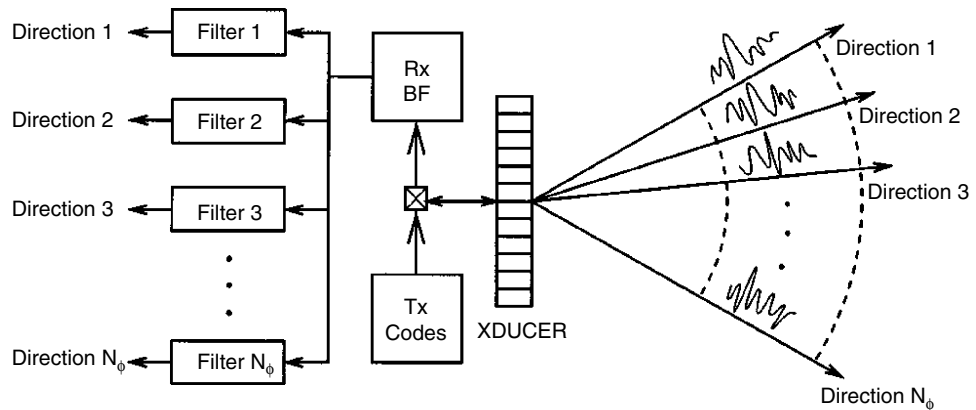 Direction 1
Filter 1
Rx
BF
Direction 1
Direction 2
Filter 2
Direction 2
Direction 3
Filter 3
Direction 3
Tx
Codes
XDUCER
Direction Nϕ
Filter Nϕ
Direction Nϕ